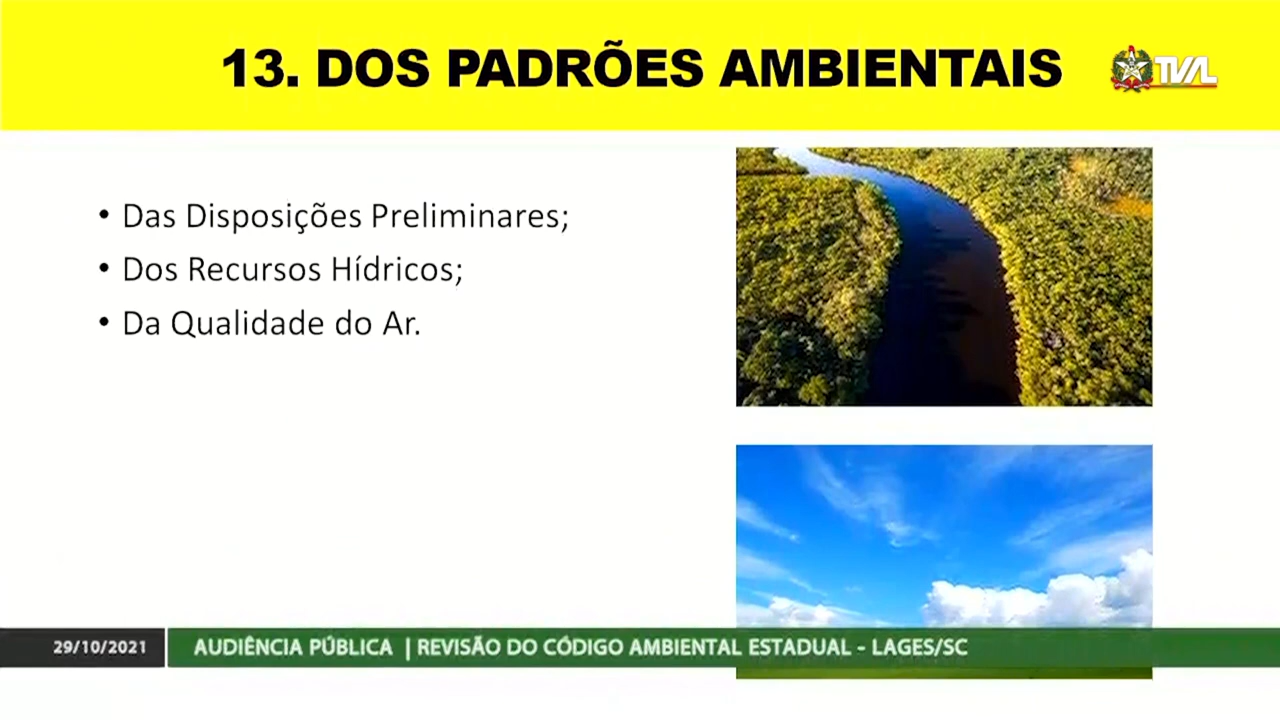 13. DOS PADRÕES AMBIENTAIS
TVAL
• Das Disposições Preliminares;
• Dos Recursos Hídricos;
• Da Qualidade do Ar.
29/10/2021
AUDIÊNCIA PÚBLICA | REVISÃO DO CÓDIGO AMBIENTAL ESTADUAL - LAGES/SC